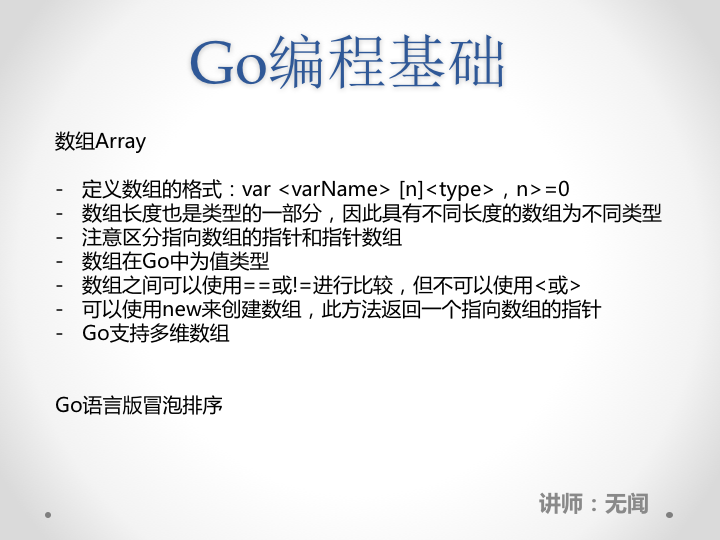 Go编程基础
数组Array
- 定义数组的格式：var <varName> [n]<type>，n>=0
- 数组长度也是类型的一部分，因此具有不同长度的数组为不同类型
- 注意区分指向数组的指针和指针数组
- 数组在Go中为值类型
- 数组之间可以使用==或!=进行比较，但不可以使用<或>
- 可以使用new来创建数组，此方法返回一个指向数组的指针
- Go支持多维数组
Go语言版冒泡排序
讲师：无闻